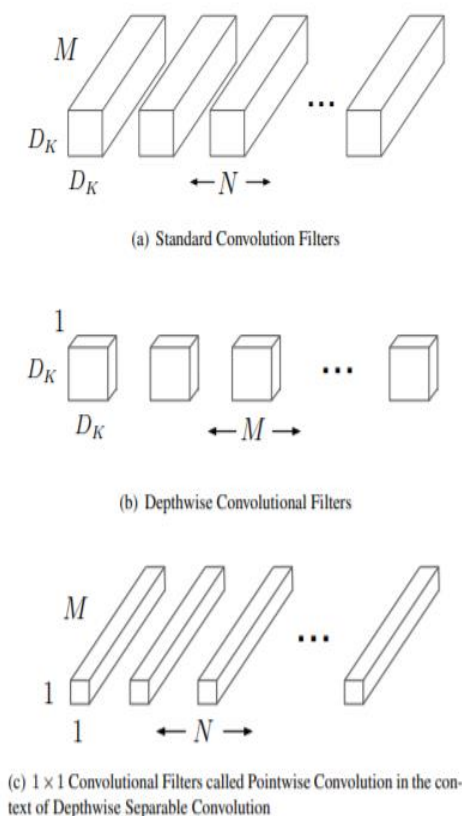 M
D_K
D_K
← N →
...
(a) Standard Convolution Filters
1
D_K
D_K
← M →
...
(b) Depthwise Convolutional Filters
M
1
1
← N →
...
(c) 1 × 1 Convolutional Filters called Pointwise Convolution in the con-
text of Depthwise Separable Convolution